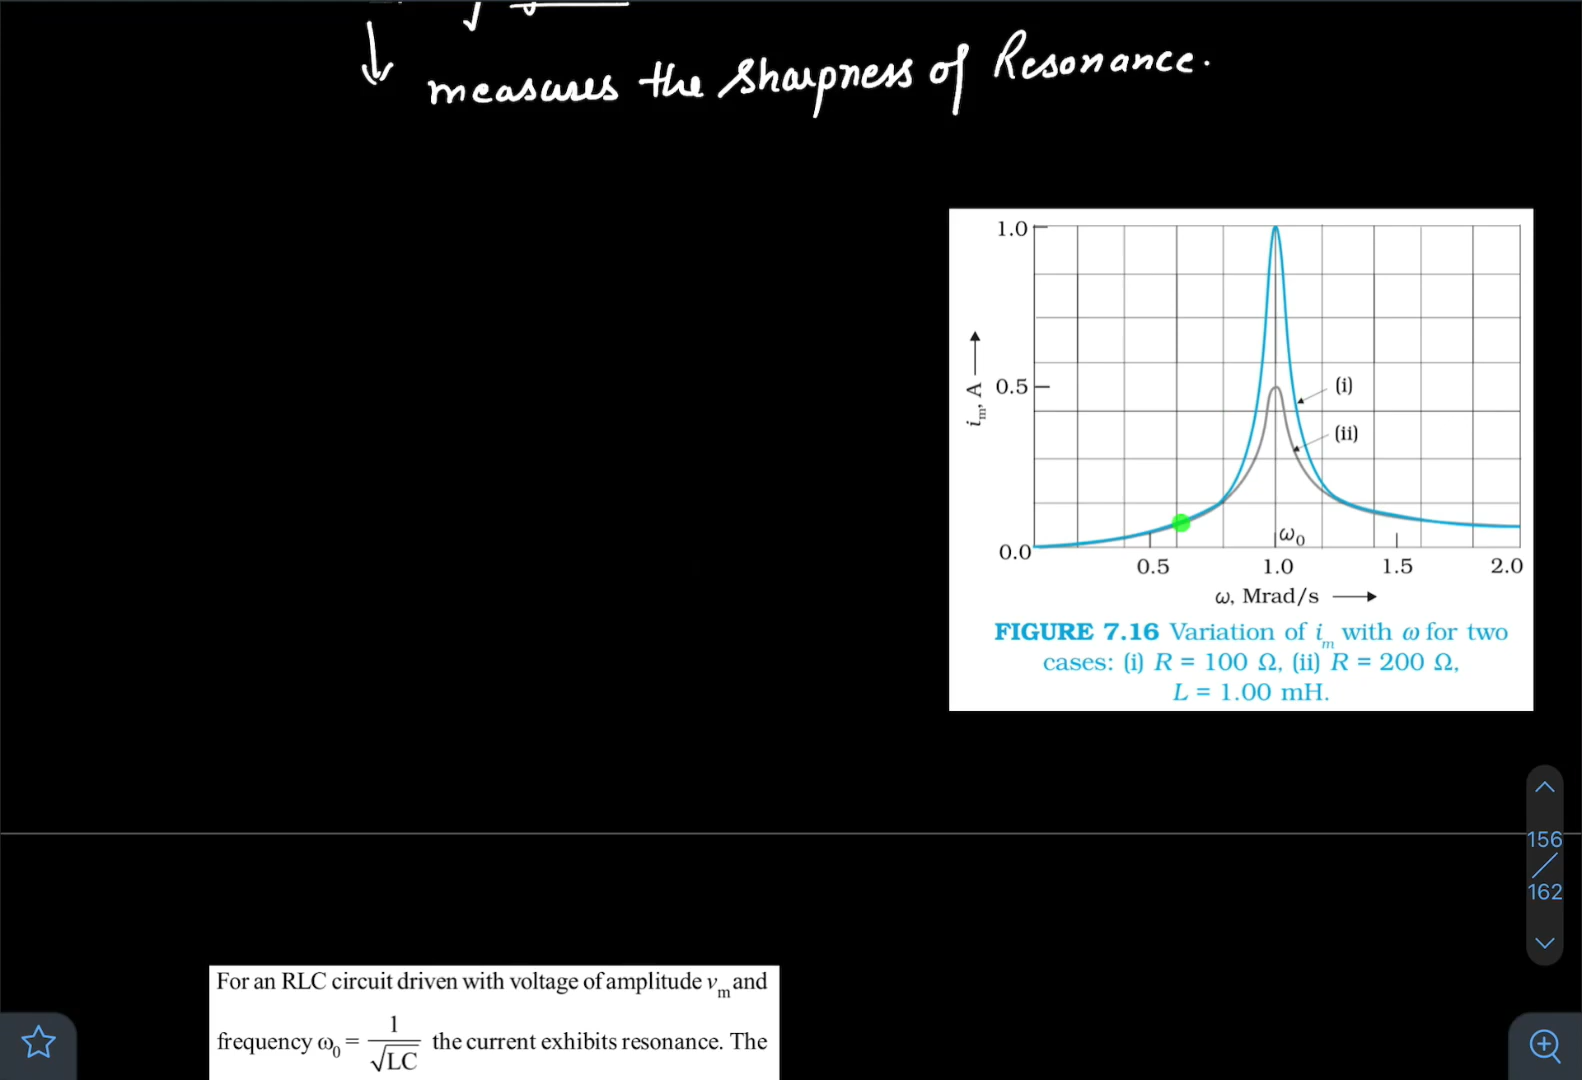 measures the Sharpness of Resonance.
1.0
0.5
0.0
i_m, A
(i)
(ii)
ω₀
0.5 1.0 1.5 2.0
ω, Mrad/s
FIGURE 7.16 Variation of i_m with ω for two
cases: (i) R = 100 Ω, (ii) R = 200 Ω,
L = 1.00 mH.
156
162
For an RLC circuit driven with voltage of amplitude v_m and
frequency ω₀ = 1/√LC the current exhibits resonance. The